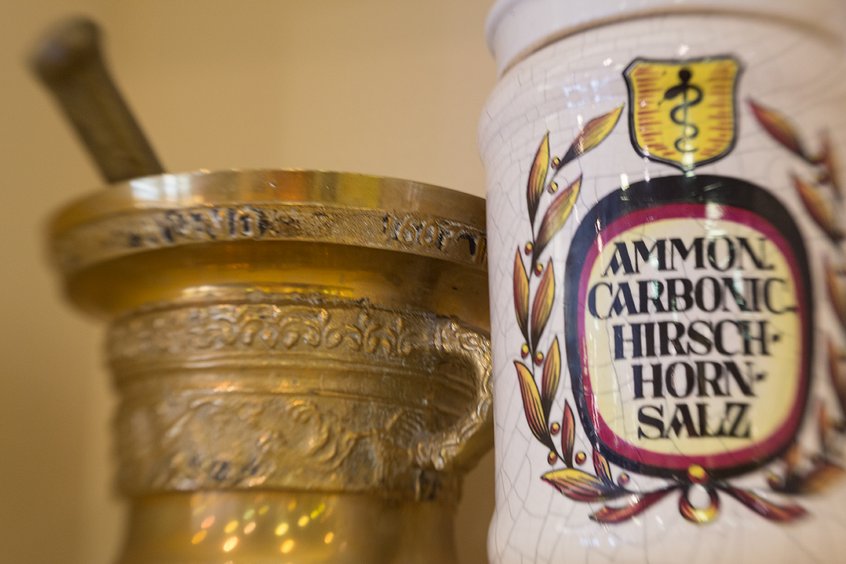 AMMON.
CARBONIC-
HIRSCH-
HORN-
SALZ